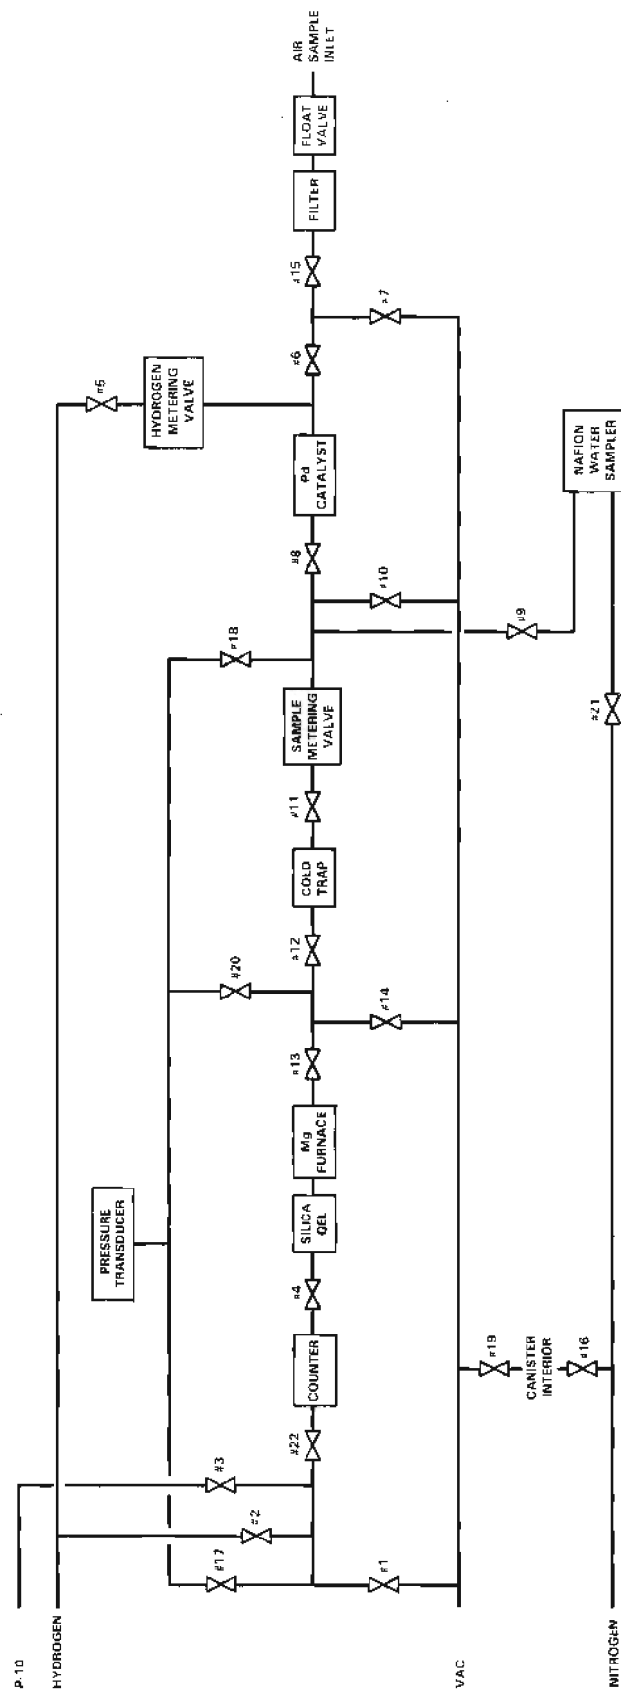 P-10
HYDROGEN
VAC
NITROGEN
#17
#2
#3
#1
#22
COUNTER
#4
SILICA
GEL
Mg
FURNACE
#13
PRESSURE
TRANSDUCER
#19
CANISTER
INTERIOR
#16
#20
#14
#12
COLD
TRAP
#11
SAMPLE
METERING
VALVE
#18
#10
#9
#21
#8
Pd
CATALYST
NAFION
WATER
SAMPLER
HYDROGEN
METERING
VALVE
#5
#6
#7
#15
FILTER
FLOAT
VALVE
AIR
SAMPLE
INLET